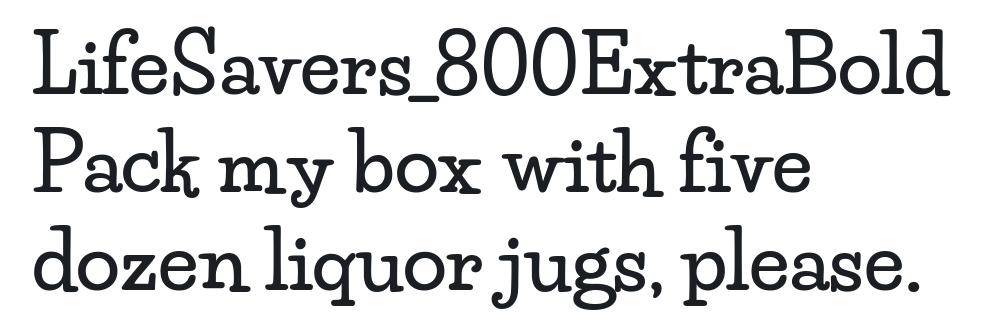 LifeSavers_800ExtraBold
Pack my box with five
dozen liquor jugs, please.